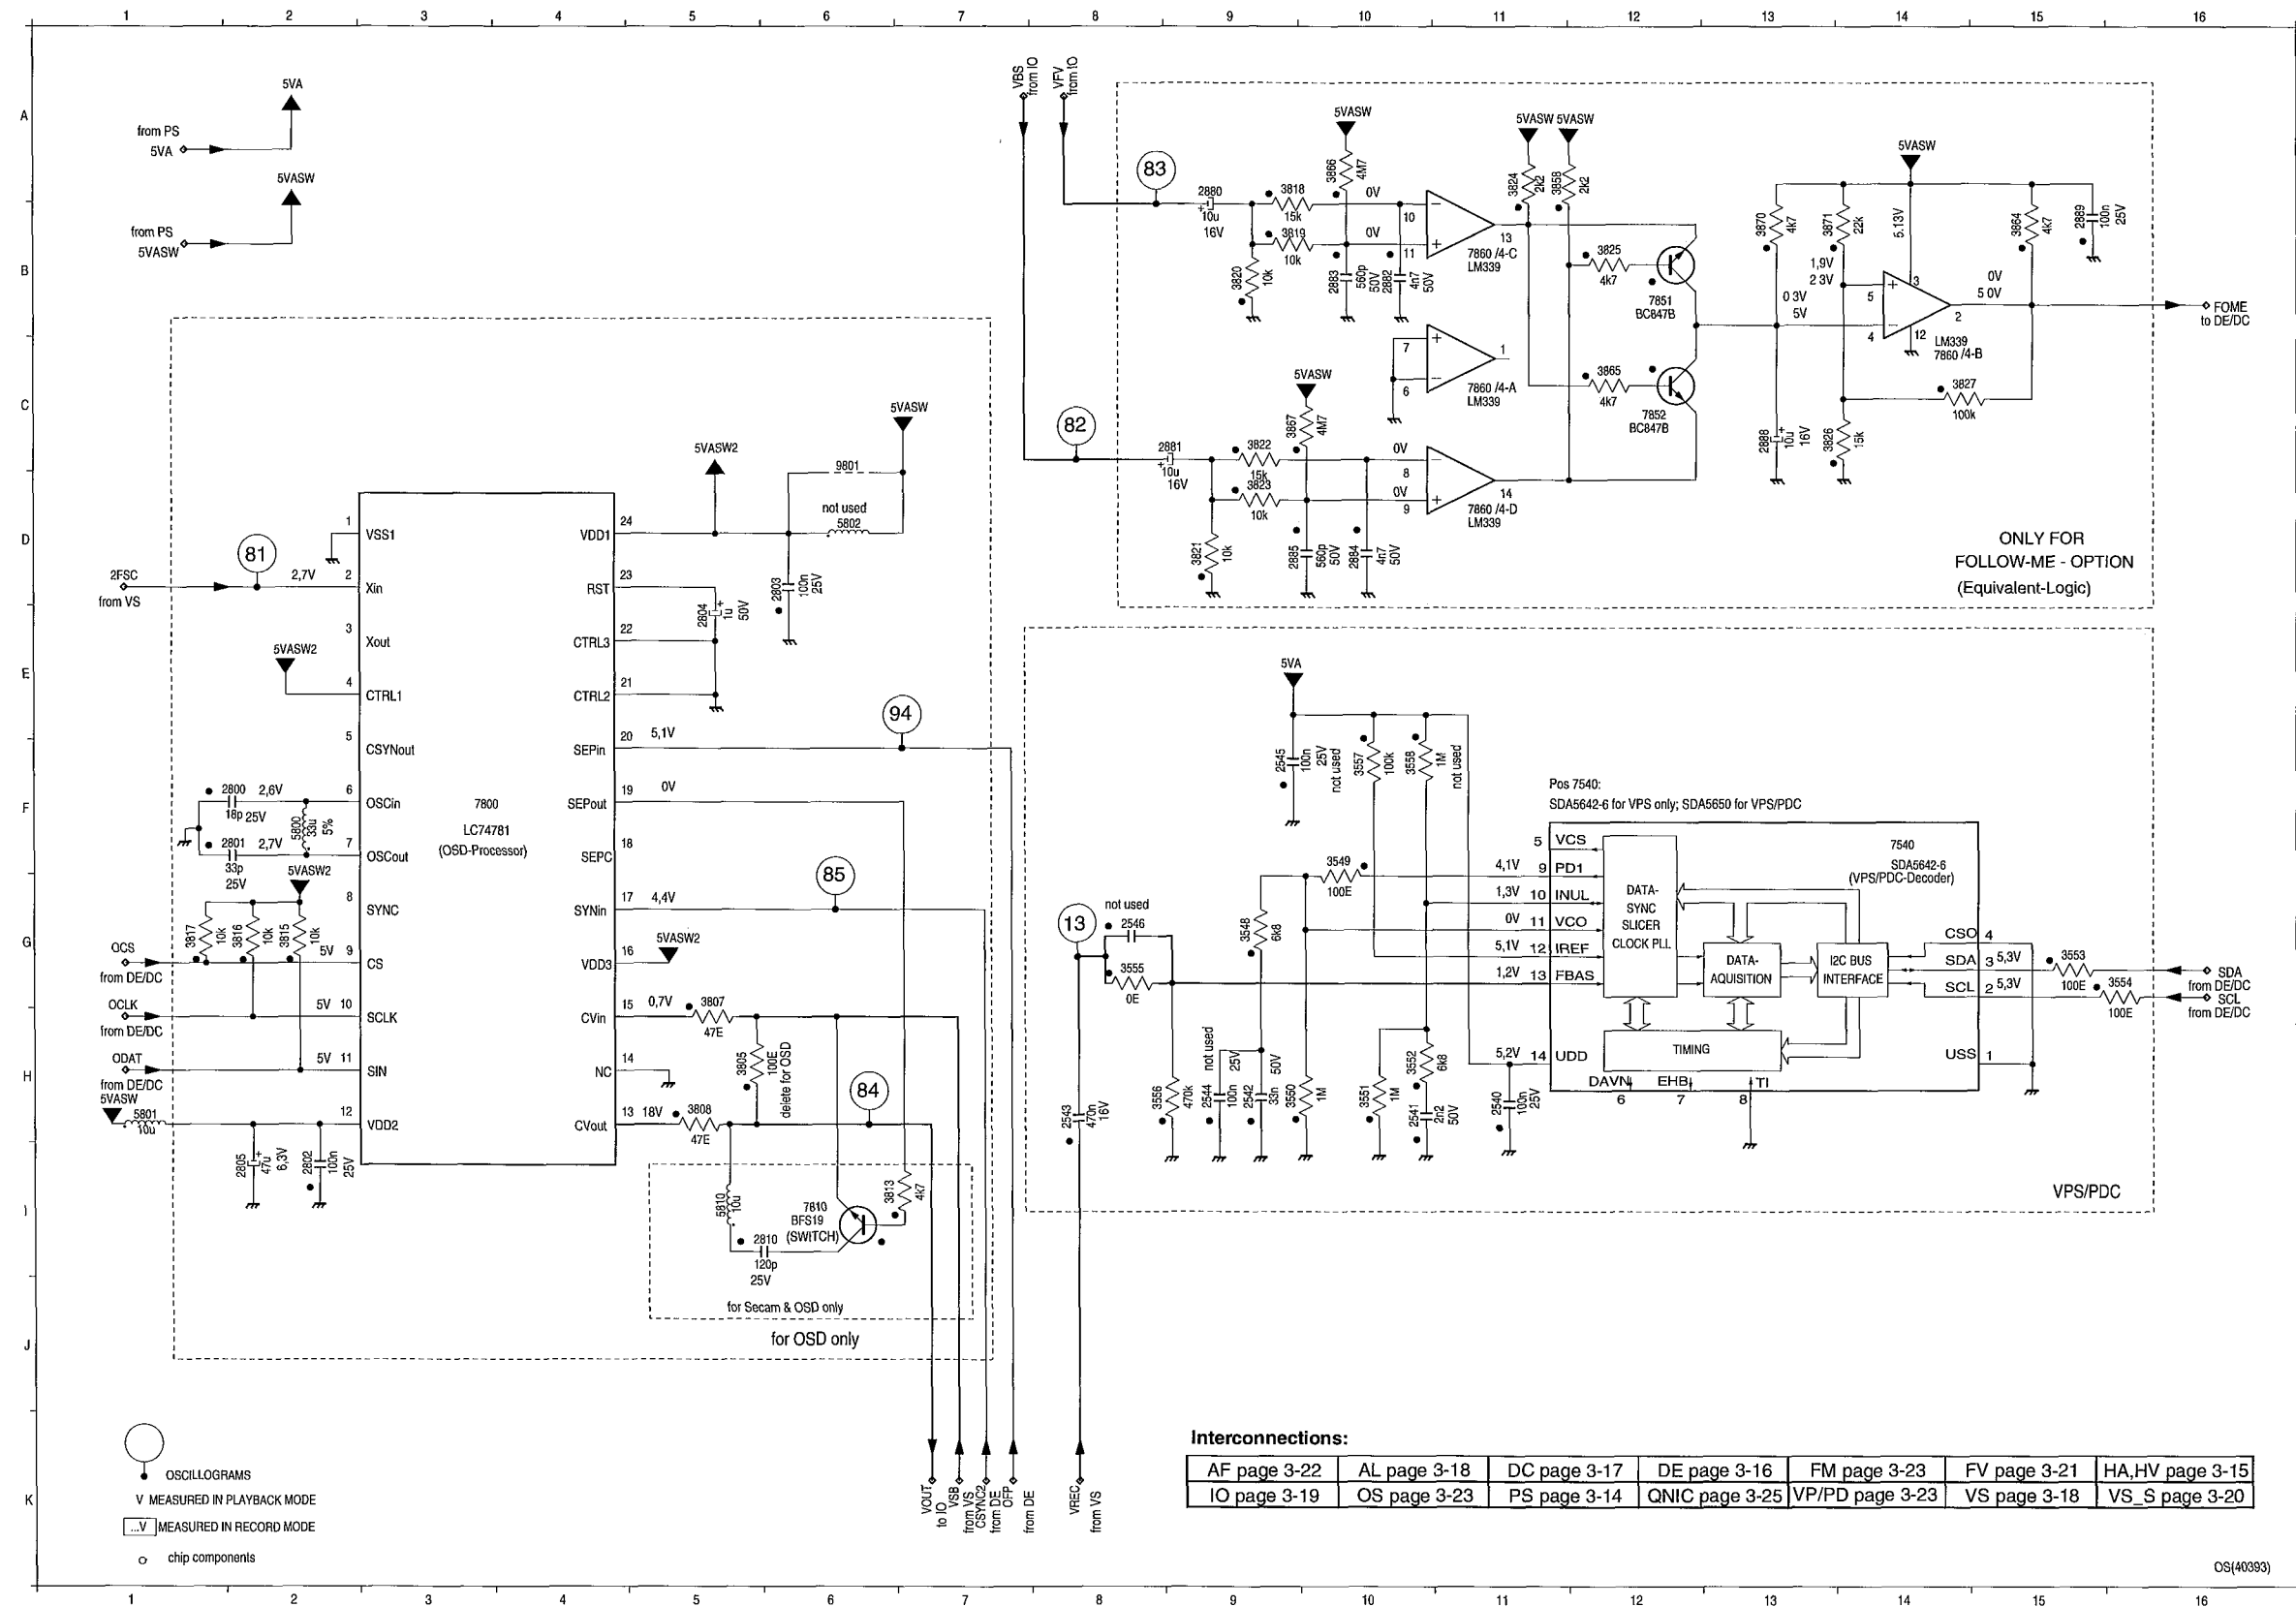 1 2 3 4 5 6 7 8 9 10 11 12 13 14 15 16
A
B
C
D
E
F
G
H
I
J
K
5VA
from PS
5VA
5VASW
from PS
5VASW
VBS
from IO
VFV
from IO
83
2880
10u
16V
3818
15k
3819
10k
3820
10k
5VASW
3866
4M7
0V
0V
10
11
2883
560p
50V
2882
4n7
50V
13
7860 /4-C
LM339
5VASW
5VASW
3824
2k2
3858
2k2
3825
4k7
7851
BC847B
7
6
1
7860 /4-A
LM339
3865
4k7
7852
BC847B
5VASW
3870
4k7
3871
22k
5,13V
3864
4k7
2889
100n
25V
1,9V
2 3V
0 3V
5V
5
4
3
12
2
0V
5 0V
LM339
7860 /4-B
FOME
to DE/DC
3827
100k
2888
10u
16V
3826
15k
82
2881
10u
16V
3822
15k
3823
10k
3821
10k
5VASW
3867
4M7
0V
8
0V
9
14
7860 /4-D
LM339
2885
560p
50V
2884
4n7
50V
ONLY FOR
FOLLOW-ME - OPTION
(Equivalent-Logic)
81
2FSC
from VS
2,7V
1 VSS1
2 Xin
3 Xout
5VASW2
4 CTRL1
5 CSYNout
2800
18p 25V
2,6V
5800
33u
5%
6 OSCin
2801
33p
25V
2,7V
7 OSCout
5VASW2
8 SYNC
3817
10k
3816
10k
3815
10k
OCS
from DE/DC
5V 9 CS
OCLK
from DE/DC
5V 10 SCLK
ODAT
from DE/DC
5V 11 SIN
5VASW
5801
10u
12 VDD2
2805
47u
6,3V
2802
100n
25V
7800
LC74781
(OSD-Processor)
VDD1 24
RST 23
CTRL3 22
CTRL2 21
SEPin 20 5,1V
SEPout 19 0V
SEPC 18
SYNin 17 4,4V
VDD3 16
5VASW2
CVin 15 0,7V
NC 14
CVout 13 18V
5VASW2
9801
5VASW
not used
5802
2803
100n
25V
2804
1u
50V
94
85
84
3807
47E
3805
100E
delete for OSD
3808
47E
5810
10u
7810
BFS19
(SWITCH)
3813
4k7
2810
120p
25V
for Secam & OSD only
for OSD only
VOUT
to IO
VSB
from VS
CSYNC2
from DE
OFP
from DE
VREC
from VS
5VA
2545
100n
25V
not used
3557
100k
3558
1M
not used
Pos 7540:
SDA5642-6 for VPS only; SDA5650 for VPS/PDC
7540
SDA5642-6
(VPS/PDC-Decoder)
5 VCS
4,1V 9 PD1
1,3V 10 INUL
0V 11 VCO
5,1V 12 IREF
1,2V 13 FBAS
5,2V 14 UDD
DATA-
SYNC
SLICER
CLOCK PLL
DATA-
AQUISITION
I2C BUS
INTERFACE
TIMING
CSO 4
SDA 3 5,3V
SCL 2 5,3V
USS 1
DAVN
6
EHB
7
TI
8
3553
100E
3554
100E
SDA
from DE/DC
SCL
from DE/DC
13
not used
2546
3555
0E
3549
100E
3548
6k8
2543
470n
16V
3556
470k
2544
100n
25V
not used
2542
33n
50V
3550
1M
3551
1M
3552
6k8
2541
2n2
50V
2540
100n
25V
VPS/PDC
OSCILLOGRAMS
V MEASURED IN PLAYBACK MODE
...V MEASURED IN RECORD MODE
chip components
Interconnections:
AF page 3-22 AL page 3-18 DC page 3-17 DE page 3-16 FM page 3-23 FV page 3-21 HA,HV page 3-15
IO page 3-19 OS page 3-23 PS page 3-14 QNIC page 3-25 VP/PD page 3-23 VS page 3-18 VS_S page 3-20
OS(40393)
1 2 3 4 5 6 7 8 9 10 11 12 13 14 15 16